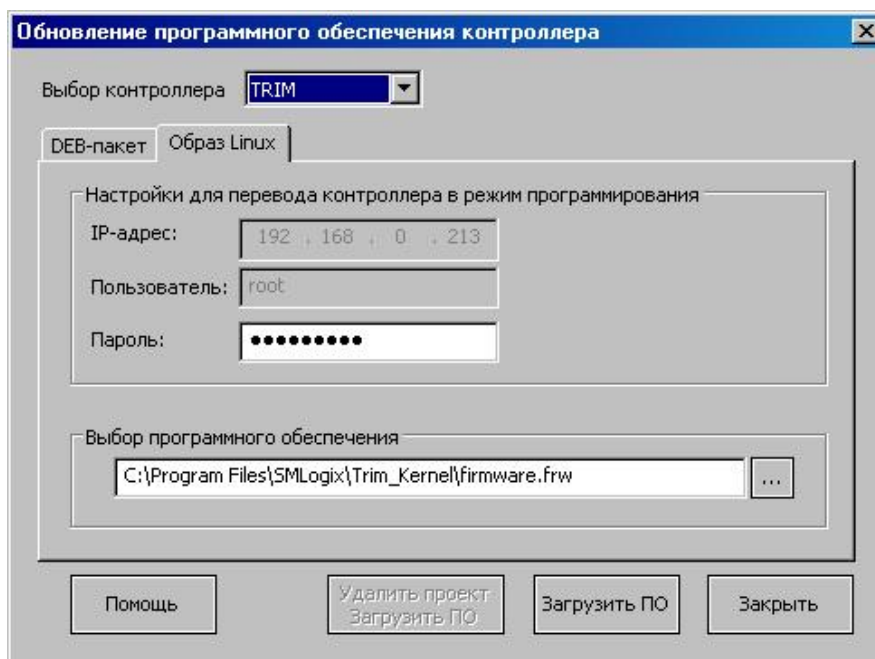 Обновление программного обеспечения контроллера
Выбор контроллера TRIM
DEB-пакет Образ Linux
Настройки для перевода контроллера в режим программирования
IP-адрес: 192 . 168 . 0 . 213
Пользователь: root
Пароль: ●●●●●●●●●
Выбор программного обеспечения
C:\Program Files\SMLogix\Trim_Kernel\firmware.frw ...
Помощь
Удалить проект
Загрузить ПО
Загрузить ПО
Закрыть